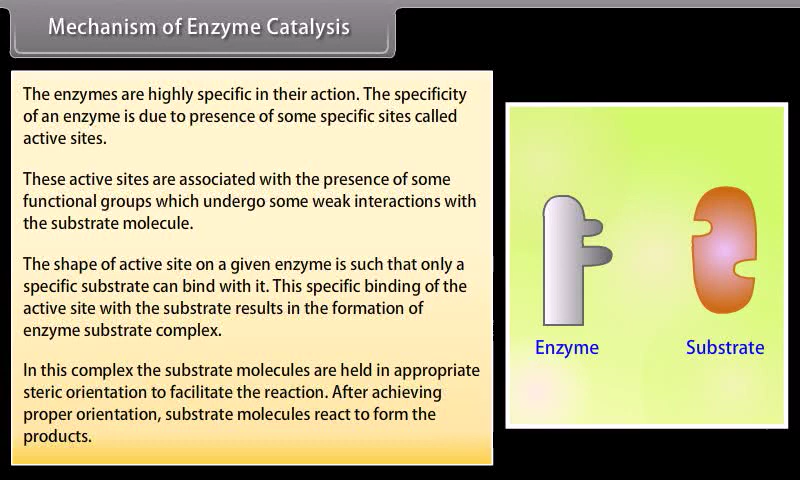 Mechanism of Enzyme Catalysis
The enzymes are highly specific in their action. The specificity
of an enzyme is due to presence of some specific sites called
active sites.
These active sites are associated with the presence of some
functional groups which undergo some weak interactions with
the substrate molecule.
The shape of active site on a given enzyme is such that only a
specific substrate can bind with it. This specific binding of the
active site with the substrate results in the formation of
enzyme substrate complex.
In this complex the substrate molecules are held in appropriate
steric orientation to facilitate the reaction. After achieving
proper orientation, substrate molecules react to form the
products.
Enzyme
Substrate